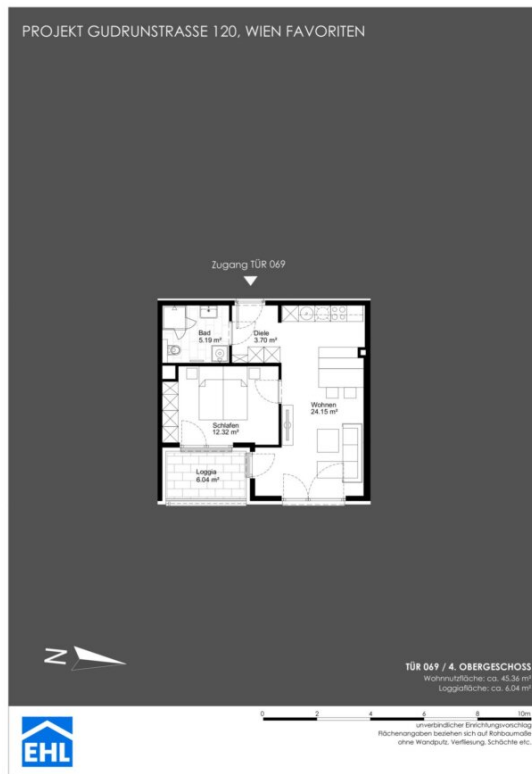 PROJEKT GUDRUNSTRASSE 120, WIEN FAVORITEN
Zugang TÜR 069
Bad
5.19 m²
Diele
3.70 m²
Wohnen
24.15 m²
Schlafen
12.32 m²
Loggia
6.04 m²
N
TÜR 069 / 4. OBERGESCHOSS
Wohnnutzfläche: ca. 45.36 m²
Loggiafläche: ca. 6.04 m²
0 2 4 6 8 10m
unverbindlicher Einrichtungsvorschlag
Flächenangaben beziehen sich auf Rohbaumaße
ohne Wandputz, Verfliesung, Schächte etc.
EHL